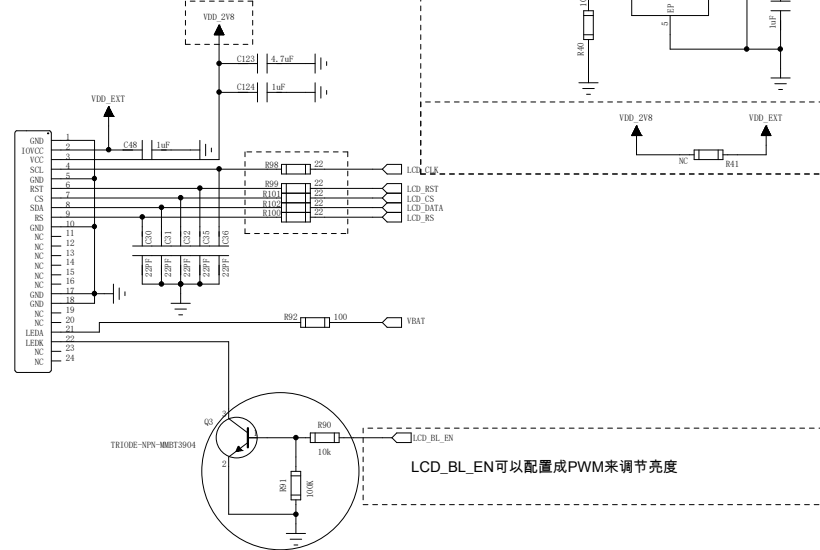 VDD_2V8
C123 4.7uF
C124 1uF
VDD_EXT
C48 1uF
EP
5
R40
1uF
VDD_2V8
VDD_EXT
NC R41
GND 1
IOVCC 2
VCC 3
SCL 4
GND 5
RST 6
CS 7
SDA 8
RS 9
GND 10
NC 11
NC 12
NC 13
NC 14
NC 15
NC 16
GND 17
GND 18
NC 19
NC 20
LEDA 21
LEDK 22
NC 23
NC 24
R98 22 LCD_CLK
R99 22 LCD_RST
R101 22 LCD_CS
R102 22 LCD_DATA
R100 22 LCD_RS
C30 C31 C32 C35 C36
22PF 22PF 22PF 22PF 22PF
R92 100 VBAT
Q3
3
1
2
TRIODE-NPN-MMBT3904
R90
10k
R91
100K
LCD_BL_EN
LCD_BL_EN可以配置成PWM来调节亮度